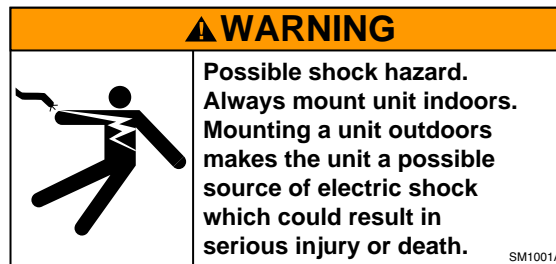 ⚠WARNING
Possible shock hazard.
Always mount unit indoors.
Mounting a unit outdoors
makes the unit a possible
source of electric shock
which could result in
serious injury or death.
SM1001A